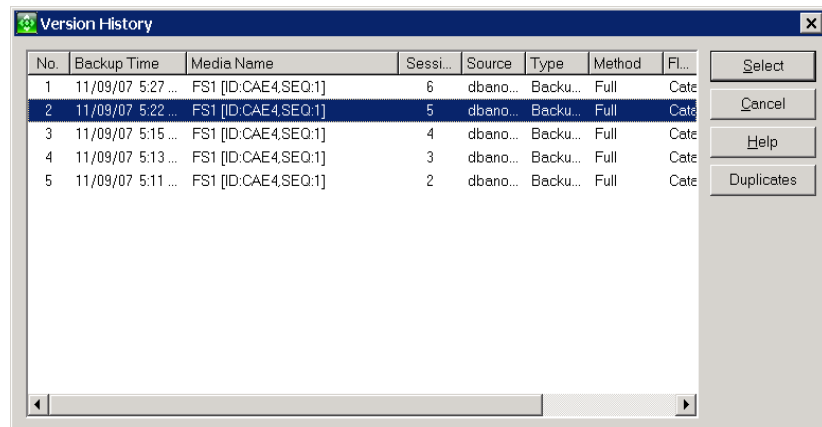 Version History
No. Backup Time Media Name Sessi... Source Type Method Fl...
1 11/09/07 5:27 ... FS1 [ID:CAE4,SEQ:1] 6 dbano... Backu... Full Cate
2 11/09/07 5:22 ... FS1 [ID:CAE4,SEQ:1] 5 dbano... Backu... Full Cate
3 11/09/07 5:15 ... FS1 [ID:CAE4,SEQ:1] 4 dbano... Backu... Full Cate
4 11/09/07 5:13 ... FS1 [ID:CAE4,SEQ:1] 3 dbano... Backu... Full Cate
5 11/09/07 5:11 ... FS1 [ID:CAE4,SEQ:1] 2 dbano... Backu... Full Cate
Select
Cancel
Help
Duplicates